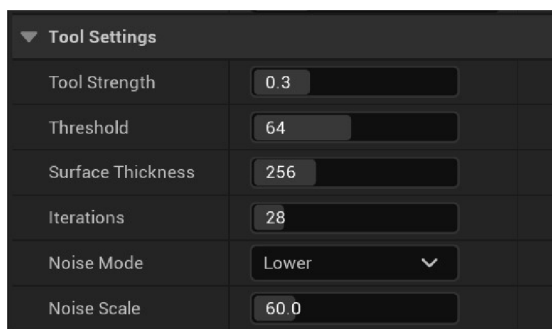 Tool Settings
Tool Strength 0.3
Threshold 64
Surface Thickness 256
Iterations 28
Noise Mode Lower
Noise Scale 60.0